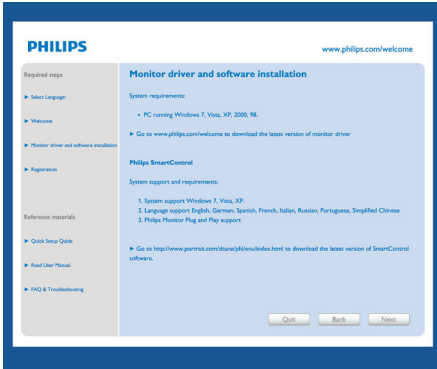 PHILIPS
www.philips.com/welcome
Required steps
► Select Language:
► Welcome
► Monitor driver and software installation
► Registration
Reference materials
► Quick Setup Guide
► Read User Manual
► FAQ & Troubleshooting
Monitor driver and software installation
System requirements:
• PC running Windows 7, Vista, XP, 2000, 98.
► Go to www.philips.com/welcome to download the latest version of monitor driver
Philips SmartControl
System support and requirements:
1. System support Windows 7, Vista, XP.
2. Language support English, German, Spanish, French, Italian, Russian, Portuguese, Simplified Chinese
3. Philips Monitor Plug and Play support
► Go to http://www.portrait.com/dtune/phl/enu/index.html to download the latest version of SmartControl
software.
Quit
Back
Next